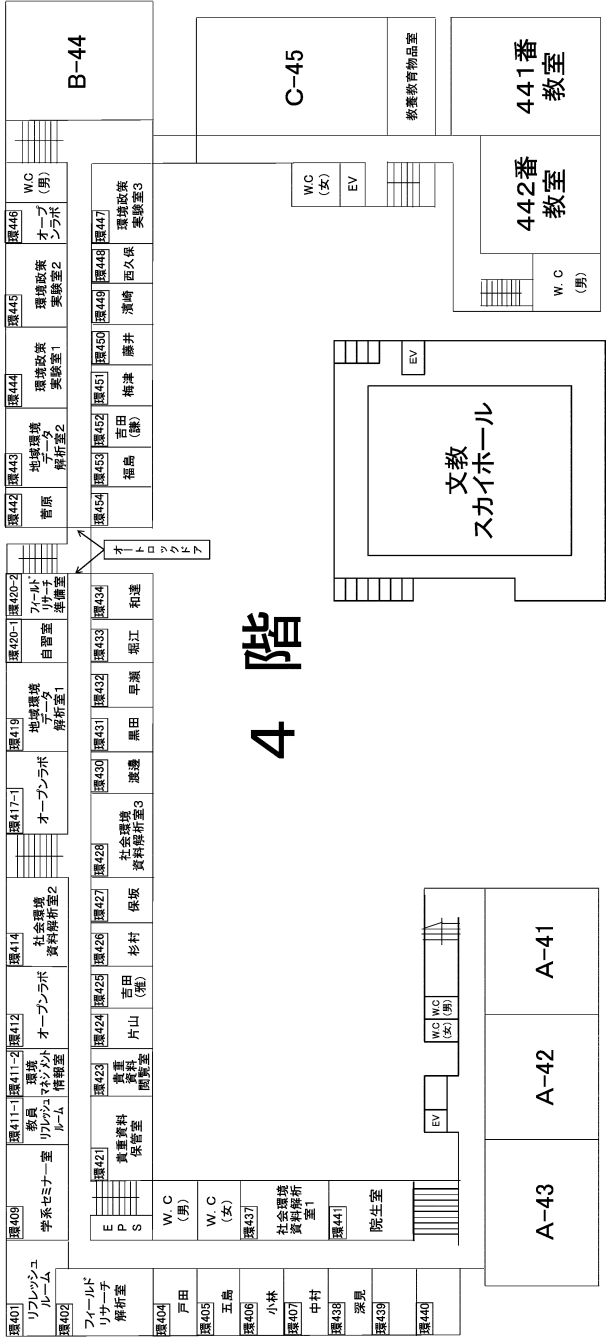 B-44
C-45
教養教育物品室
441番
教室
442番
教室
W.C
(男)
W.C
(女)
EV
W.C
(男)
環446
オープ
ンラボ
環445
環境政策
実験室2
環444
環境政策
実験室1
環443
地域環境
データ
解析室2
環442
菅原
環447
環境政策
実験室3
環448
西久保
環449
濱崎
環450
藤井
環451
梅津
環452
吉田
(謙)
環453
福島
環454
オートロックドア
EV
文教
スカイホール
4 階
環420-2
フィールド
リサーチ
準備室
環420-1
自習室
環419
地域環境
データ
解析室1
環417-1
オープンラボ
環414
社会環境
資料解析室2
環412
オープンラボ
環411-2
環境
マネジメント
情報室
環411-1
教員
リフレッシュ
ルーム
環409
学系セミナー室
環434
和達
環433
堀江
環432
早瀬
環431
黒田
環430
渡邊
環428
社会環境
資料解析室3
環427
保坂
環426
杉村
環425
吉田
(雅)
環424
片山
環423
貴重
資料
閲覧室
環421
貴重資料
保管室
EPS
W.C
(男)
W.C
(女)
環437
社会環境
資料解析
室1
環441
院生室
環401
リフレッシュ
ルーム
環402
フィールド
リサーチ
解析室
環404
戸田
環405
五島
環406
小林
環407
中村
環438
深見
環439
環440
W.C
(男)
W.C
(女)
EV
A-41
A-42
A-43